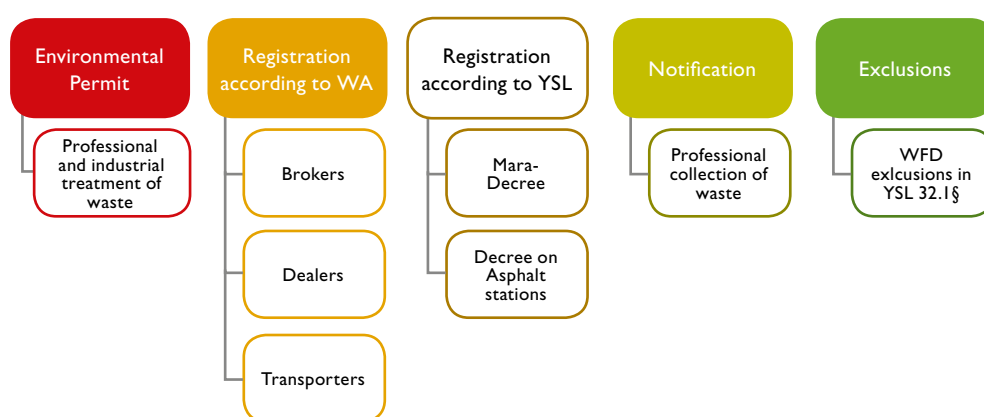 Environmental
Permit
Professional
and industrial
treatment of
waste
Registration
according to WA
Brokers
Dealers
Transporters
Registration
according to YSL
Mara-
Decree
Decree on
Asphalt
stations
Notification
Professional
collection of
waste
Exclusions
WFD
exlcusions in
YSL 32.1§